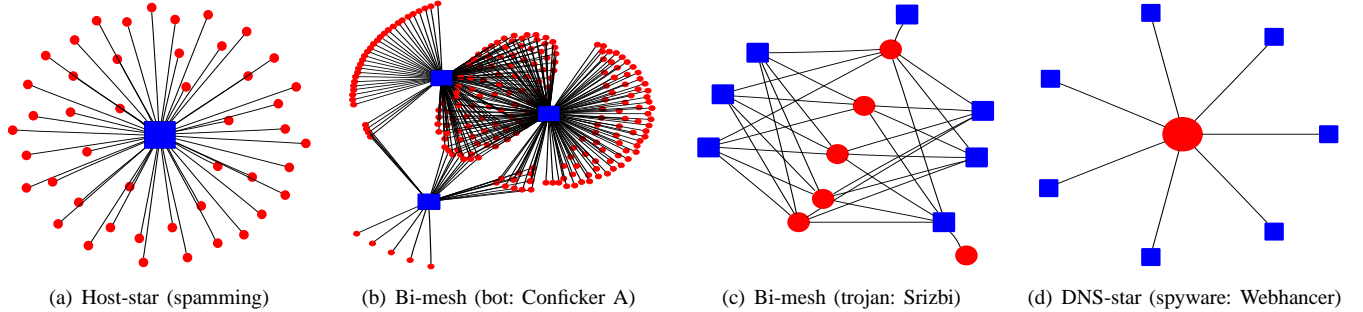 (a) Host-star (spamming)
(b) Bi-mesh (bot: Conficker A)
(c) Bi-mesh (trojan: Srizbi)
(d) DNS-star (spyware: Webhancer)